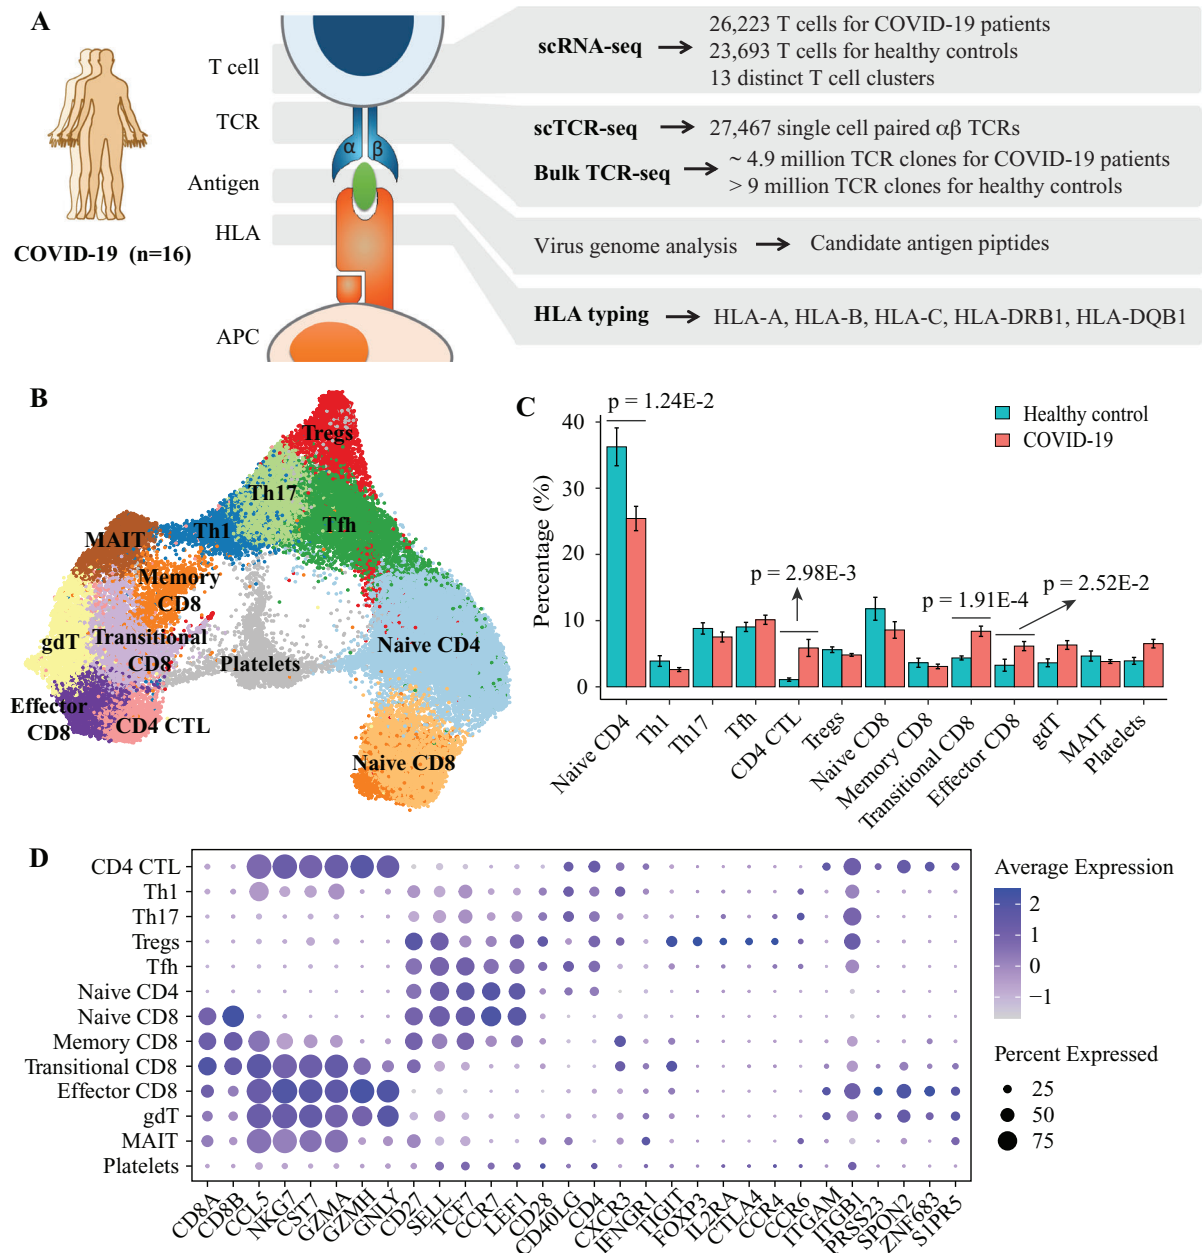 A
T cell
TCR
Antigen
HLA
APC
COVID-19 (n=16)
α β
scRNA-seq
26,223 T cells for COVID-19 patients
23,693 T cells for healthy controls
13 distinct T cell clusters
scTCR-seq
27,467 single cell paired αβ TCRs
Bulk TCR-seq
~ 4.9 million TCR clones for COVID-19 patients
> 9 million TCR clones for healthy controls
Virus genome analysis
Candidate antigen piptides
HLA typing
HLA-A, HLA-B, HLA-C, HLA-DRB1, HLA-DQB1
B
Tregs
Th17
Th1
Tfh
MAIT
Memory
CD8
gdT
Transitional
CD8
Platelets
Naive CD4
Effector
CD8
CD4 CTL
Naive CD8
C
p = 1.24E-2
Healthy control
COVID-19
p = 2.98E-3
p = 1.91E-4
p = 2.52E-2
Percentage (%)
40
30
20
10
0
Naive CD4
Th1
Th17
Tfh
CD4 CTL
Tregs
Naive CD8
Memory CD8
Transitional CD8
Effector CD8
gdT
MAIT
Platelets
D
CD4 CTL
Th1
Th17
Tregs
Tfh
Naive CD4
Naive CD8
Memory CD8
Transitional CD8
Effector CD8
gdT
MAIT
Platelets
CD8A
CD8B
CCL5
NKG7
CST7
GZMA
GZMH
GNLY
CD27
SELL
TCF7
CCR7
LEF1
CD28
CD40LG
CD4
CXCR3
IFNGR1
TIGIT
FOXP3
IL2RA
CTLA4
CCR4
CCR6
ITGAM
ITGB1
PRSS23
SPON2
ZNF683
S1PR5
Average Expression
2
1
0
−1
Percent Expressed
25
50
75